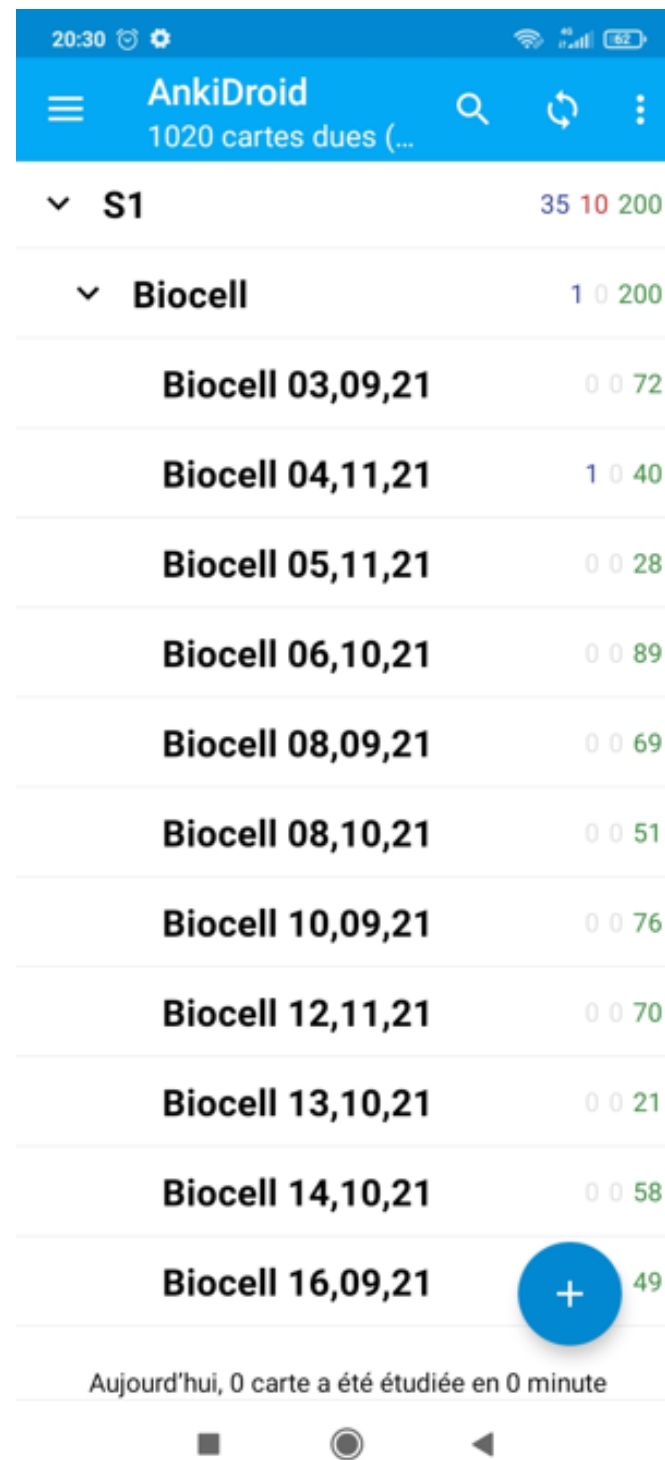 20:30
4G
62
AnkiDroid
1020 cartes dues (...
S1 35 10 200
Biocell 1 0 200
Biocell 03,09,21 0 0 72
Biocell 04,11,21 1 0 40
Biocell 05,11,21 0 0 28
Biocell 06,10,21 0 0 89
Biocell 08,09,21 0 0 69
Biocell 08,10,21 0 0 51
Biocell 10,09,21 0 0 76
Biocell 12,11,21 0 0 70
Biocell 13,10,21 0 0 21
Biocell 14,10,21 0 0 58
Biocell 16,09,21 49
Aujourd'hui, 0 carte a été étudiée en 0 minute